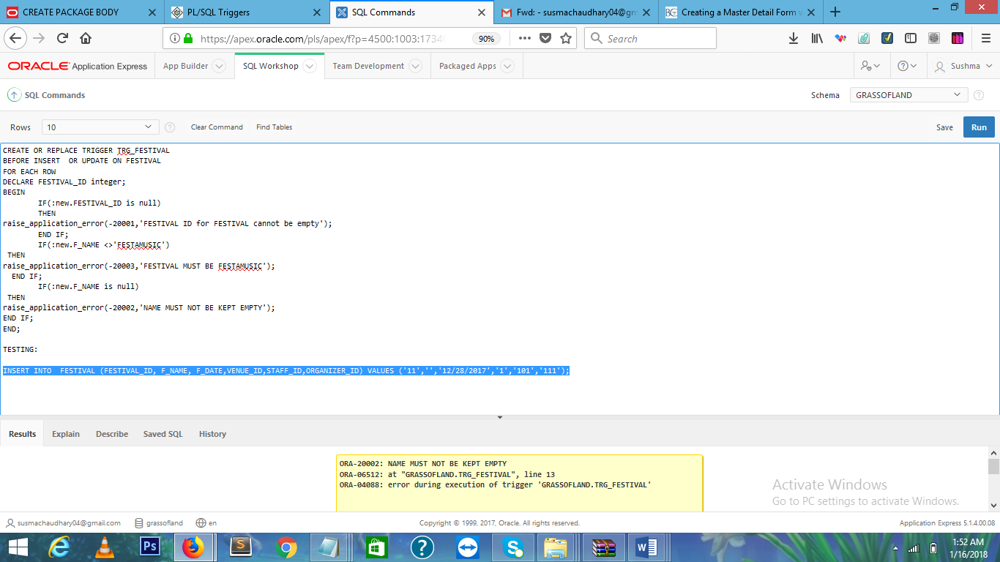 CREATE PACKAGE BODY
PL/SQL Triggers
SQL Commands
Fwd: - susmachaudhary04@gm
Creating a Master Detail Form w
https://apex.oracle.com/pls/apex/f?p=4500:1003:1734
90%
Search
ORACLE Application Express
App Builder
SQL Workshop
Team Development
Packaged Apps
Sushma
SQL Commands
Schema
GRASSOFLAND
Rows
10
Clear Command
Find Tables
Save
Run
CREATE OR REPLACE TRIGGER TRG_FESTIVAL
BEFORE INSERT  OR UPDATE ON FESTIVAL
FOR EACH ROW
DECLARE FESTIVAL_ID integer;
BEGIN
        IF(:new.FESTIVAL_ID is null)
        THEN
raise_application_error(-20001,'FESTIVAL ID for FESTIVAL cannot be empty');
        END IF;
        IF(:new.F_NAME <>'FESTAMUSIC')
 THEN
raise_application_error(-20003,'FESTIVAL MUST BE FESTAMUSIC');
  END IF;
        IF(:new.F_NAME is null)
 THEN
raise_application_error(-20002,'NAME MUST NOT BE KEPT EMPTY');
END IF;
END;
TESTING:
INSERT INTO  FESTIVAL (FESTIVAL_ID, F_NAME, F_DATE,VENUE_ID,STAFF_ID,ORGANIZER_ID) VALUES ('11','','12/28/2017','1','101','111');
Results
Explain
Describe
Saved SQL
History
ORA-20002: NAME MUST NOT BE KEPT EMPTY
ORA-06512: at "GRASSOFLAND.TRG_FESTIVAL", line 13
ORA-04088: error during execution of trigger 'GRASSOFLAND.TRG_FESTIVAL'
Activate Windows
Go to PC settings to activate Windows.
susmachaudhary04@gmail.com
grassofland
en
Copyright © 1999, 2017, Oracle. All rights reserved.
Application Express 5.1.4.00.08
1:52 AM
1/16/2018